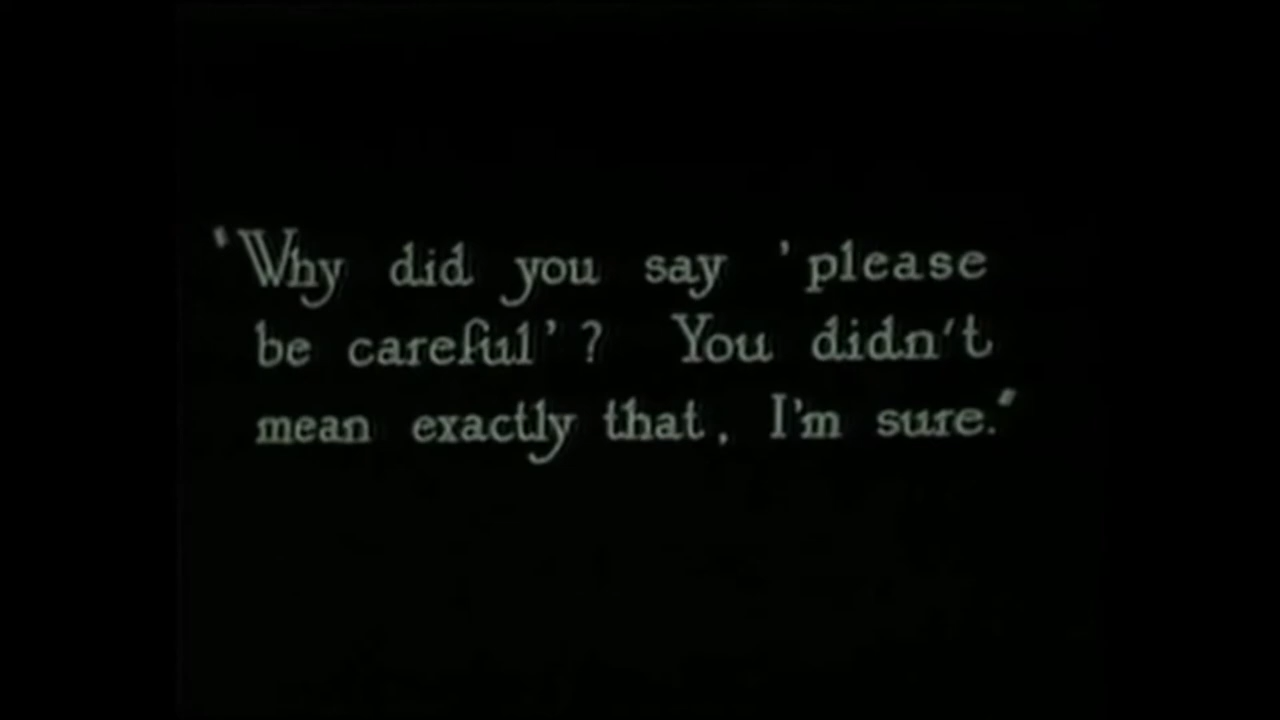 "Why did you say 'please
be careful'? You didn't
mean exactly that, I'm sure."